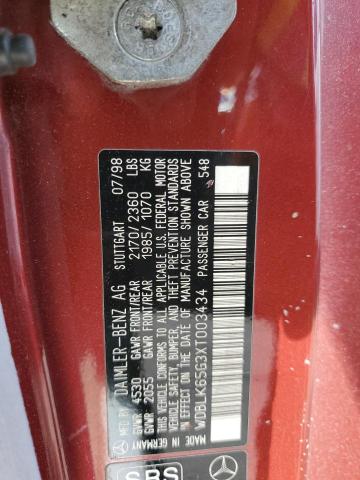 MFD BY DAIMLER-BENZ AG STUTTGART 07/98
GVWR 4530 GAWR FRONT/REAR 2170/2360 LBS
GVWR 2055 GAWR FRONT/REAR 1985/1070 KG
THIS VEHICLE CONFORMS TO ALL APPLICABLE U.S. FEDERAL MOTOR
VEHICLE SAFETY, BUMPER, AND THEFT PREVENTION STANDARDS
IN EFFECT ON THE DATE OF MANUFACTURE SHOWN ABOVE
WDBLK65G3XT003434 PASSENGER CAR 548
MADE IN GERMANY
SRS